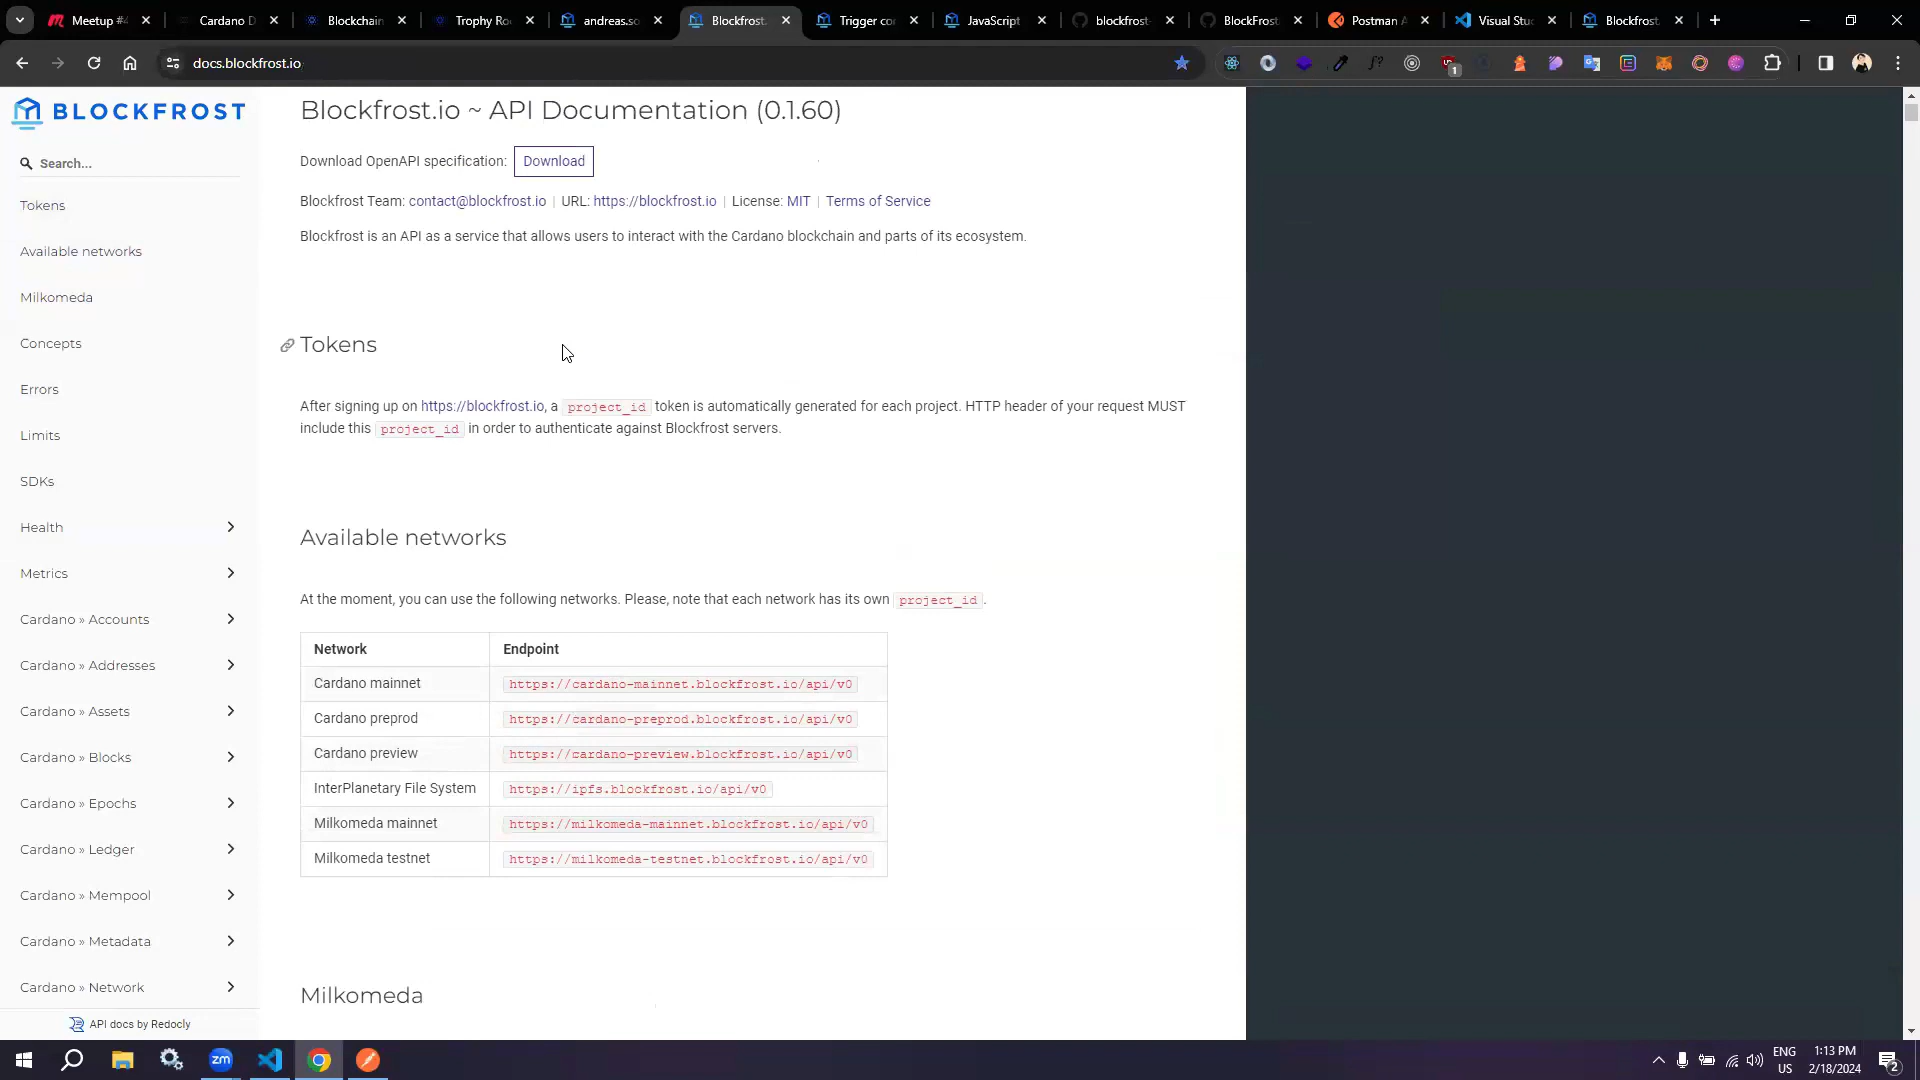 Meetup #4
Cardano D
Blockchain
Trophy Ro
andreas.so
Blockfrost.
Trigger co
JavaScript
blockfrost-
BlockFrost
Postman A
Visual Stu
Blockfrost.
docs.blockfrost.io
1
BLOCKFROST
Search...
Tokens
Available networks
Milkomeda
Concepts
Errors
Limits
SDKs
Health
Metrics
Cardano » Accounts
Cardano » Addresses
Cardano » Assets
Cardano » Blocks
Cardano » Epochs
Cardano » Ledger
Cardano » Mempool
Cardano » Metadata
Cardano » Network
API docs by Redocly
Blockfrost.io ~ API Documentation (0.1.60)
Download OpenAPI specification: Download
Blockfrost Team: contact@blockfrost.io | URL: https://blockfrost.io | License: MIT | Terms of Service
Blockfrost is an API as a service that allows users to interact with the Cardano blockchain and parts of its ecosystem.
Tokens
After signing up on https://blockfrost.io, a project_id token is automatically generated for each project. HTTP header of your request MUST
include this project_id in order to authenticate against Blockfrost servers.
Available networks
At the moment, you can use the following networks. Please, note that each network has its own project_id.
Network Endpoint
Cardano mainnet https://cardano-mainnet.blockfrost.io/api/v0
Cardano preprod https://cardano-preprod.blockfrost.io/api/v0
Cardano preview https://cardano-preview.blockfrost.io/api/v0
InterPlanetary File System https://ipfs.blockfrost.io/api/v0
Milkomeda mainnet https://milkomeda-mainnet.blockfrost.io/api/v0
Milkomeda testnet https://milkomeda-testnet.blockfrost.io/api/v0
Milkomeda
zm
ENG
US
1:13 PM
2/18/2024
2